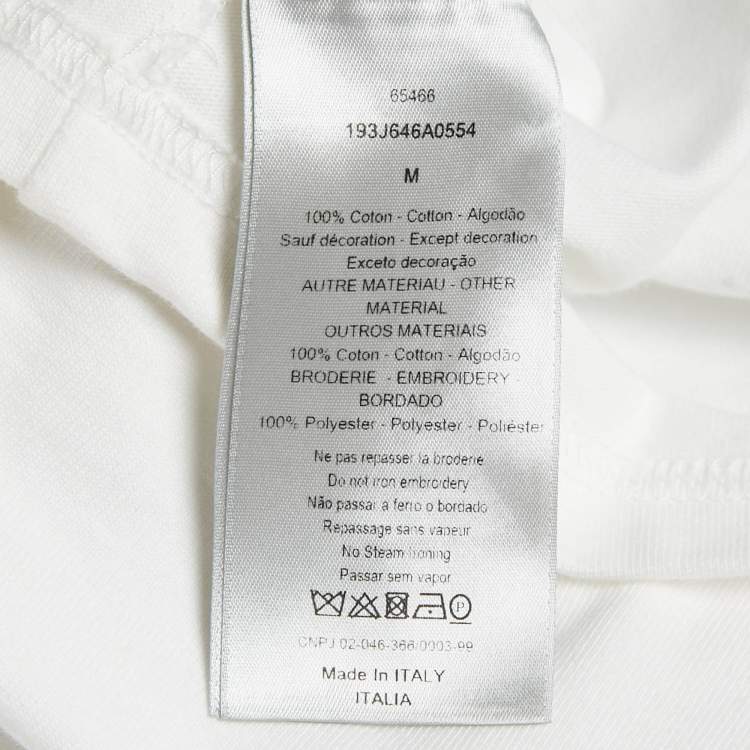 65466
193J646A0554
M
100% Coton - Cotton - Algodão
Sauf décoration - Except decoration
Exceto decoração
AUTRE MATERIAU - OTHER
MATERIAL
OUTROS MATERIAIS
100% Coton - Cotton - Algodão
BRODERIE - EMBROIDERY -
BORDADO
100% Polyester - Polyester - Poliéster
Ne pas repasser la broderie
Do not iron embroidery
Não passar a ferro o bordado
Repassage sans vapeur
No Steam Ironing
Passar sem vapor
P
CNPJ 02-046-366/0003-99
Made In ITALY
ITALIA